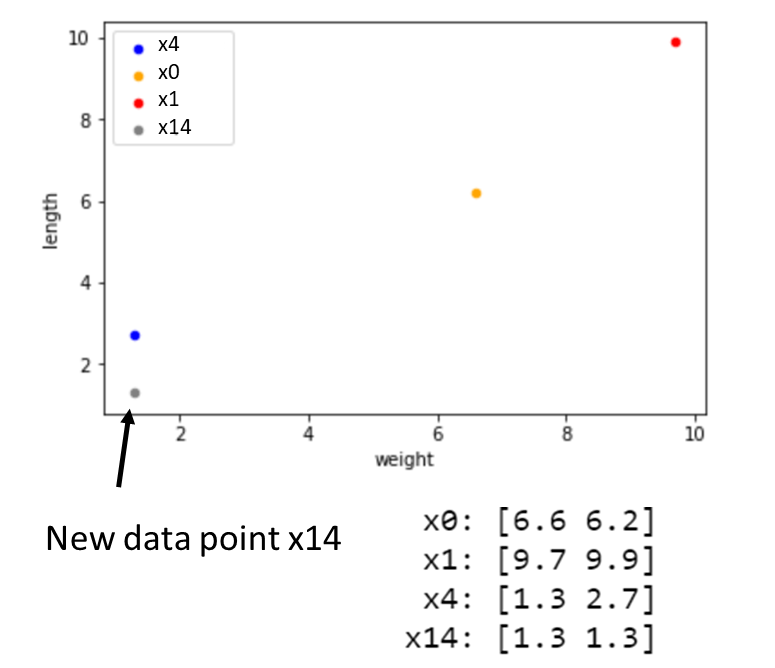 10
8
6
4
2
length
x4
x0
x1
x14
2 4 6 8 10
weight
New data point x14
x0: [6.6 6.2]
x1: [9.7 9.9]
x4: [1.3 2.7]
x14: [1.3 1.3]